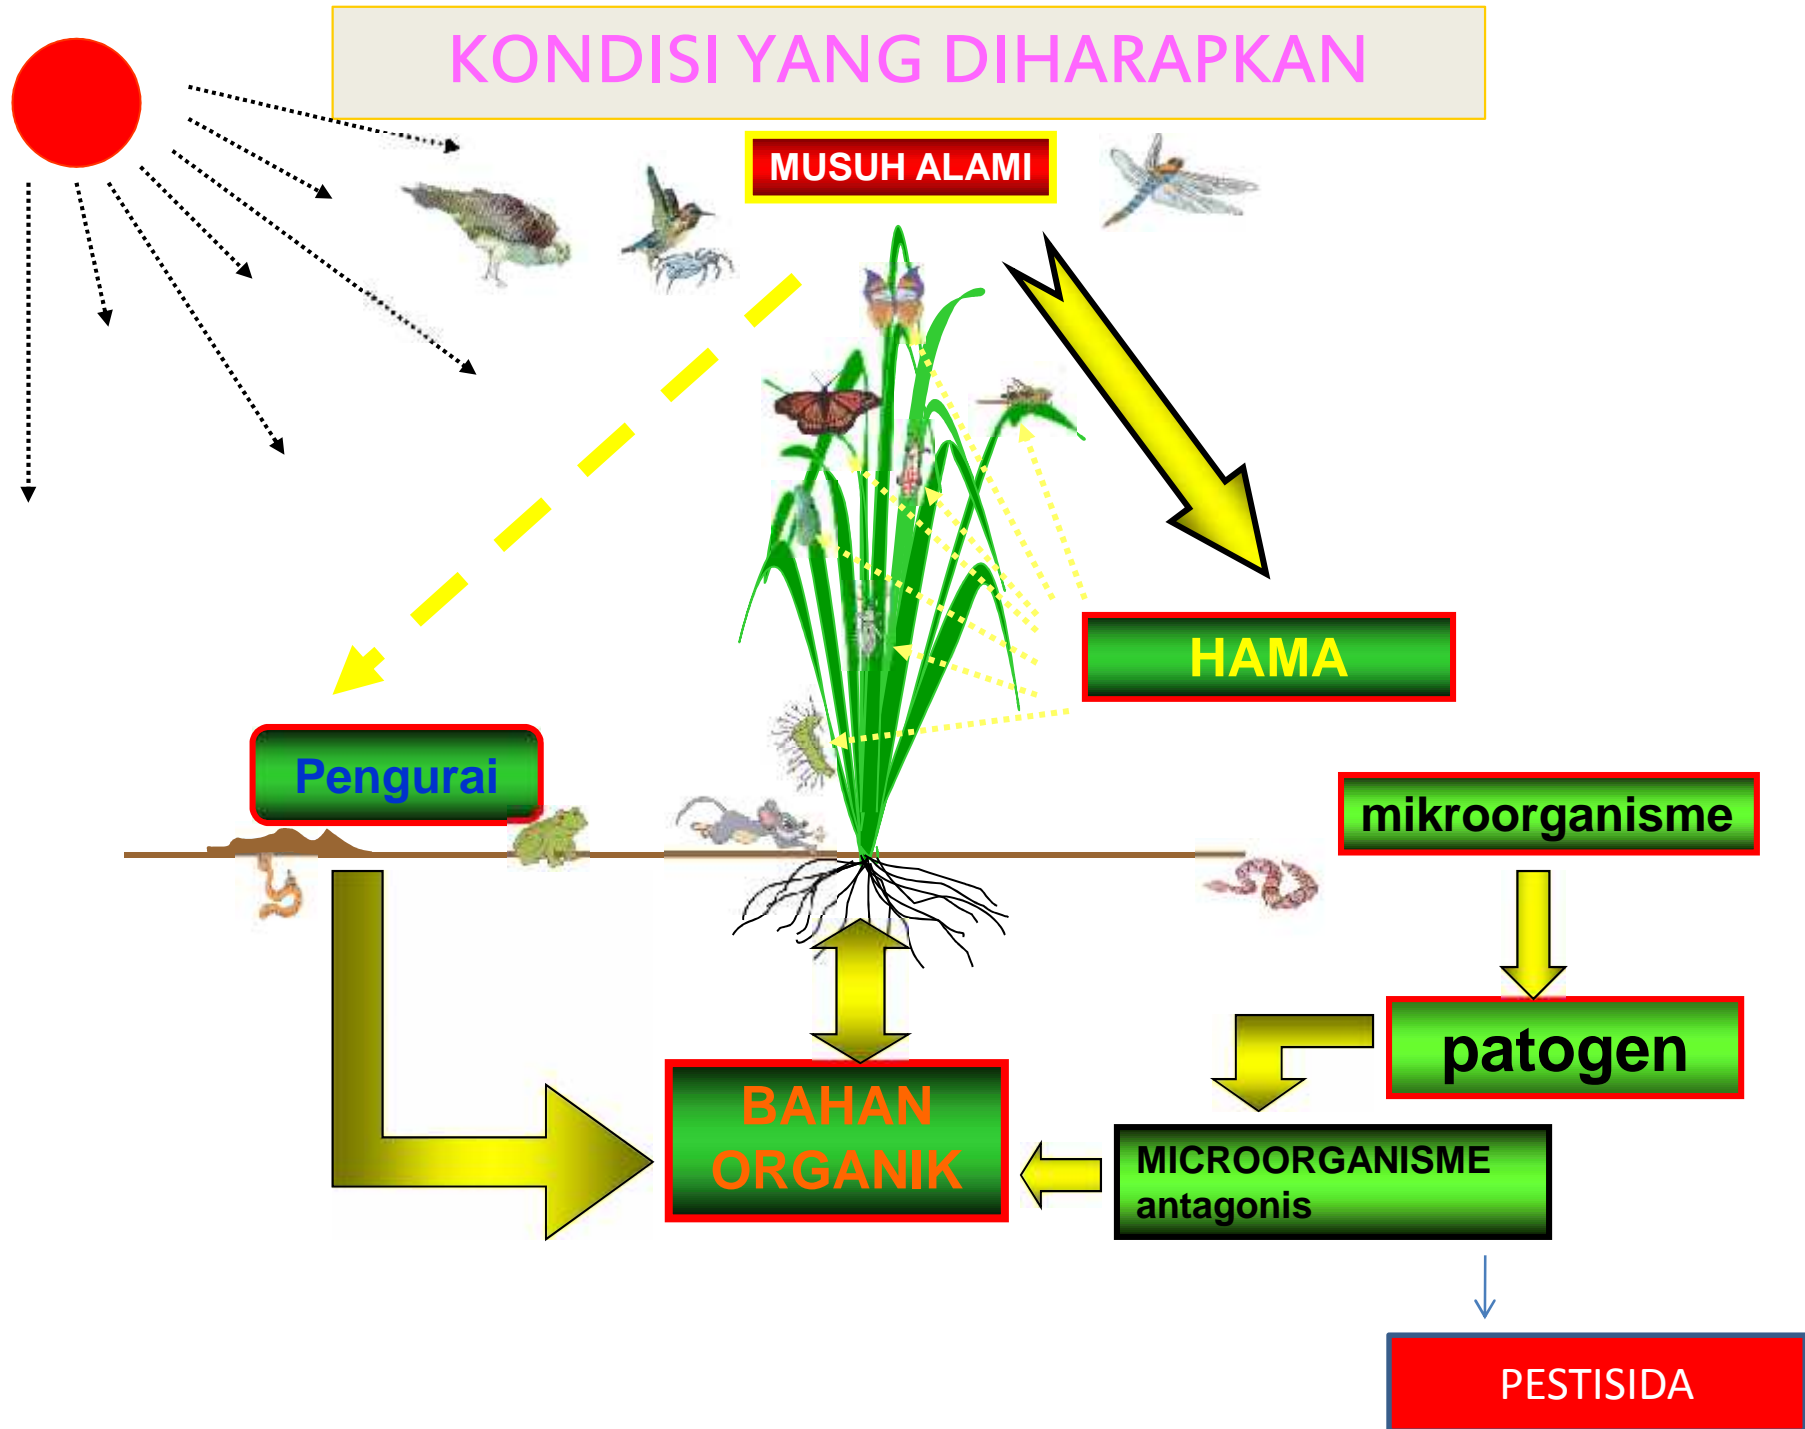 KONDISI YANG DIHARAPKAN
MUSUH ALAMI
HAMA
Pengurai
mikroorganisme
patogen
BAHAN
ORGANIK
MICROORGANISME
antagonis
PESTISIDA